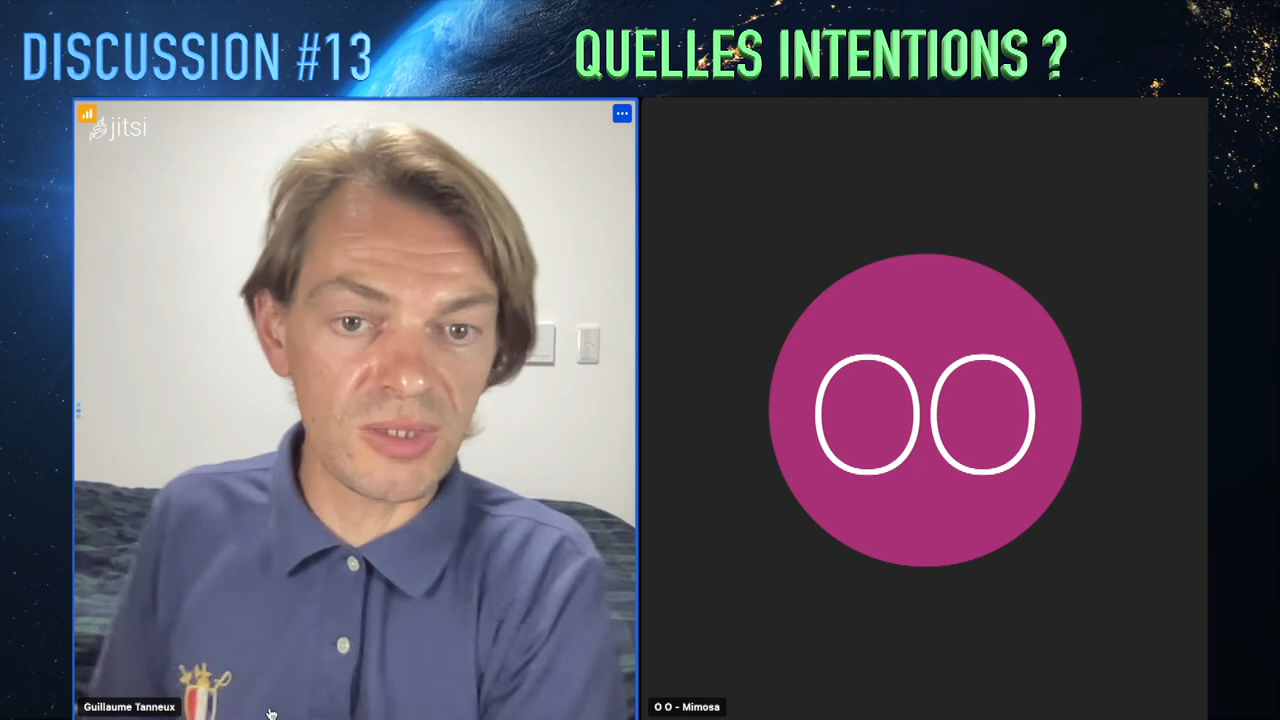 DISCUSSION #13
QUELLES INTENTIONS ?
jitsi
OO
Guillaume Tanneux
O O - Mimosa